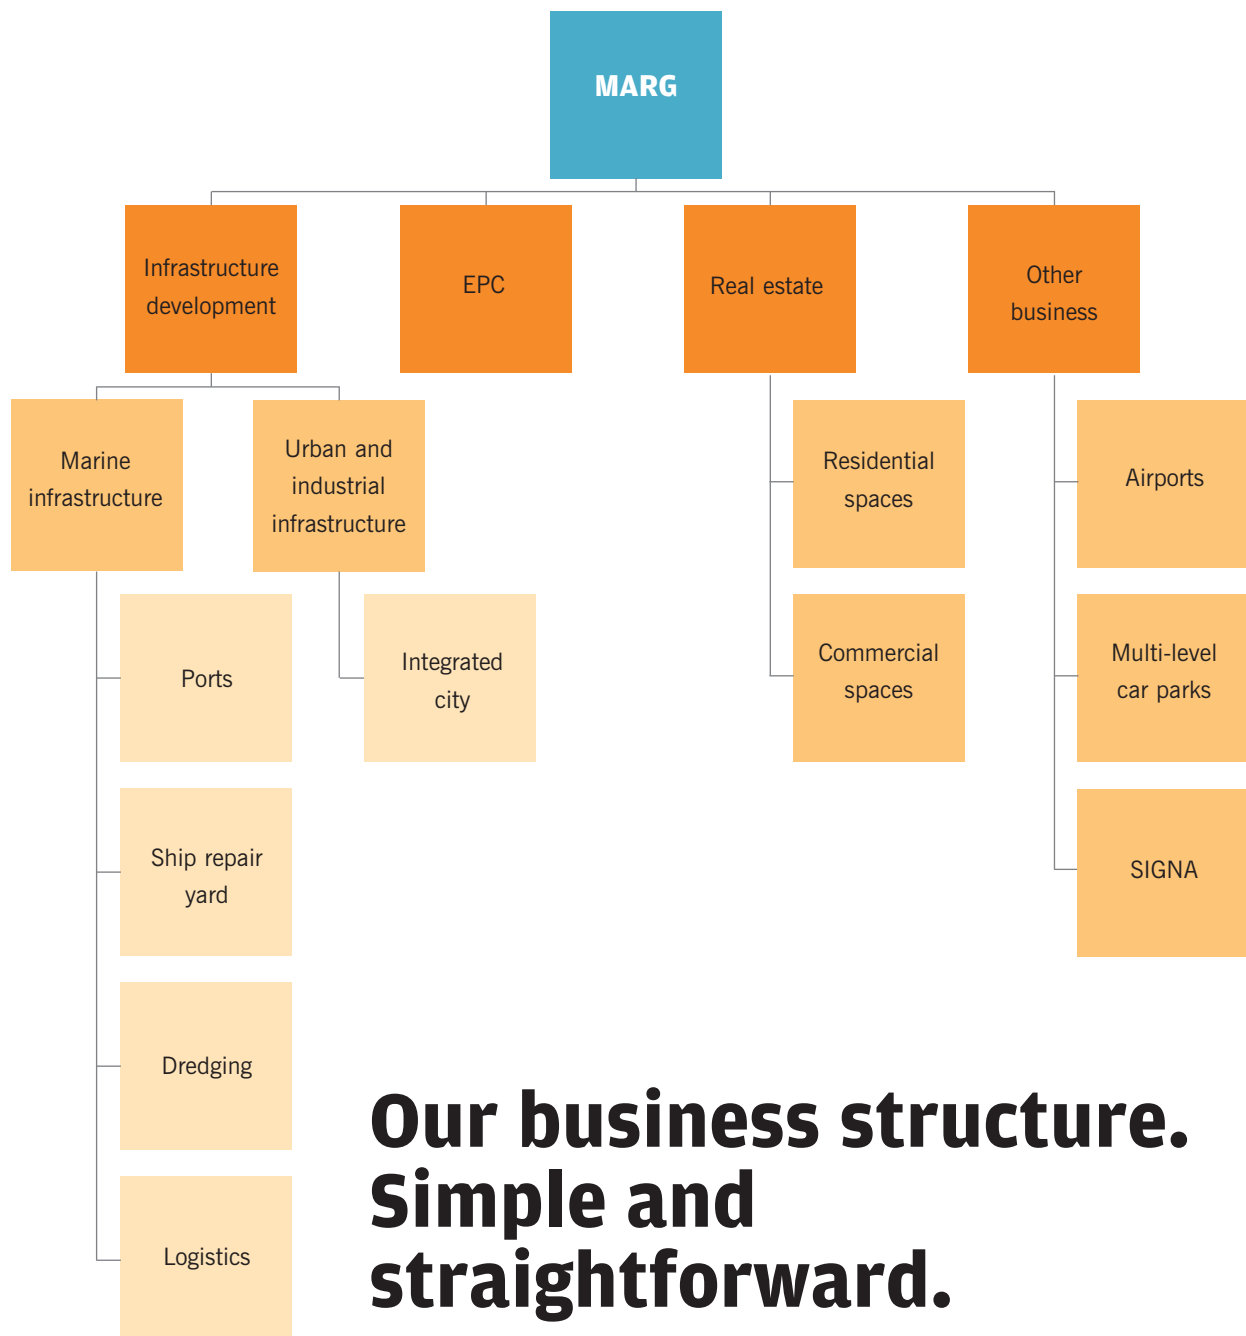 MARG
Infrastructure
development
EPC
Real estate
Other
business
Marine
infrastructure
Urban and
industrial
infrastructure
Residential
spaces
Airports
Ports
Integrated
city
Commercial
spaces
Multi-level
car parks
Ship repair
yard
SIGNA
Dredging
Logistics
Our business structure.
Simple and
straightforward.